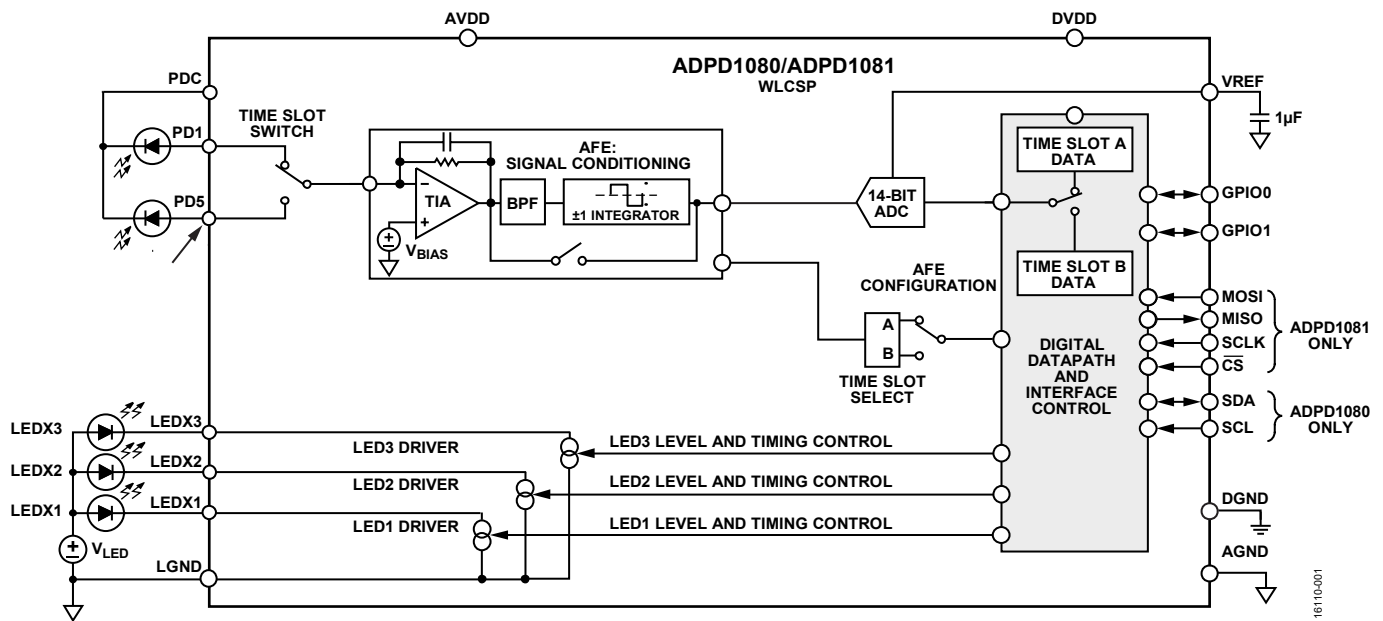 AVDD
DVDD
ADPD1080/ADPD1081
WLCSP
PDC
VREF
1µF
TIME SLOT
SWITCH
PD1
PD5
AFE:
SIGNAL CONDITIONING
TIA
BPF
±1 INTEGRATOR
VBIAS
14-BIT
ADC
TIME SLOT A
DATA
TIME SLOT B
DATA
GPIO0
GPIO1
AFE
CONFIGURATION
A
B
TIME SLOT
SELECT
DIGITAL
DATAPATH
AND
INTERFACE
CONTROL
MOSI
MISO
SCLK
CS
ADPD1081
ONLY
SDA
SCL
ADPD1080
ONLY
LEDX3
LEDX3
LED3 DRIVER
LED3 LEVEL AND TIMING CONTROL
LEDX2
LEDX2
LED2 DRIVER
LED2 LEVEL AND TIMING CONTROL
LEDX1
LEDX1
LED1 DRIVER
LED1 LEVEL AND TIMING CONTROL
VLED
LGND
DGND
AGND
16110-001